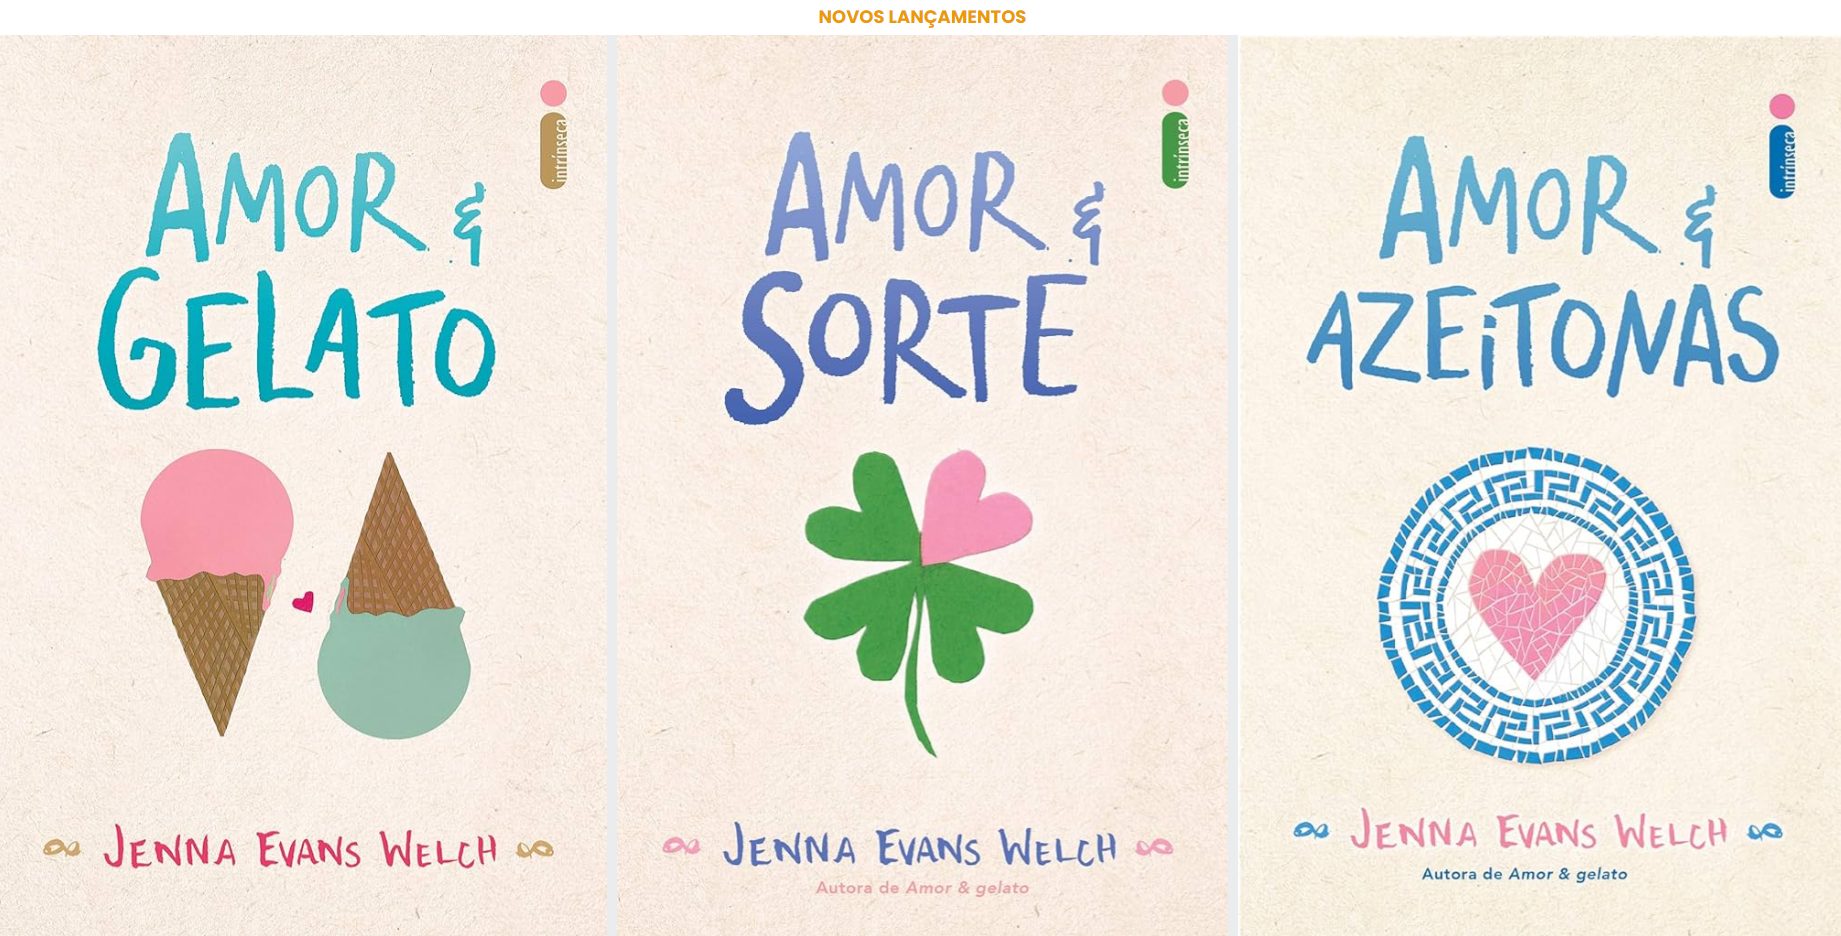 NOVOS LANÇAMENTOS
intrínseca
AMOR &
GELATO
JENNA EVANS WELCH
intrínseca
AMOR &
SORTE
JENNA EVANS WELCH
Autora de Amor & gelato
intrínseca
AMOR &
AZEiTONAS
JENNA EVANS WELCH
Autora de Amor & gelato